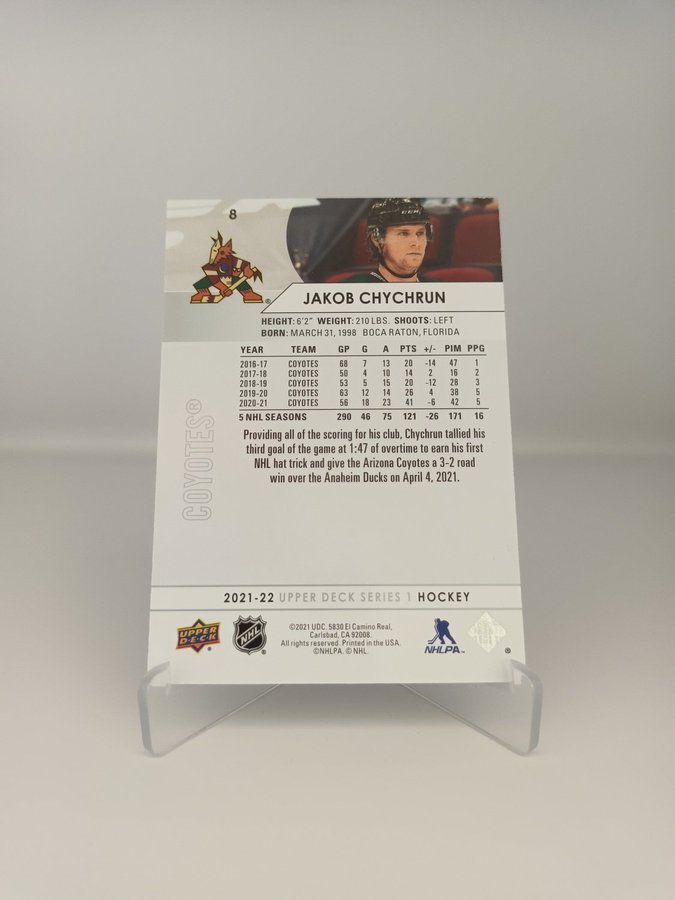 8
JAKOB CHYCHRUN
HEIGHT: 6'2" WEIGHT: 210 LBS. SHOOTS: LEFT
BORN: MARCH 31, 1998 BOCA RATON, FLORIDA
YEAR TEAM GP G A PTS +/- PIM PPG
2016-17 COYOTES 68 7 13 20 -14 47 1
2017-18 COYOTES 50 4 10 14 2 16 2
2018-19 COYOTES 53 5 15 20 -12 28 3
2019-20 COYOTES 63 12 14 26 4 38 5
2020-21 COYOTES 56 18 23 41 -6 42 5
5 NHL SEASONS 290 46 75 121 -26 171 16
Providing all of the scoring for his club, Chychrun tallied his
third goal of the game at 1:47 of overtime to earn his first
NHL hat trick and give the Arizona Coyotes a 3-2 road
win over the Anaheim Ducks on April 4, 2021.
COYOTES®
2021-22 UPPER DECK SERIES 1 HOCKEY
UPPER DECK
NHL
©2021 UDC. 5830 El Camino Real,
Carlsbad, CA 92008.
All rights reserved. Printed in the USA.
©NHLPA. © NHL.
NHLPA™
®